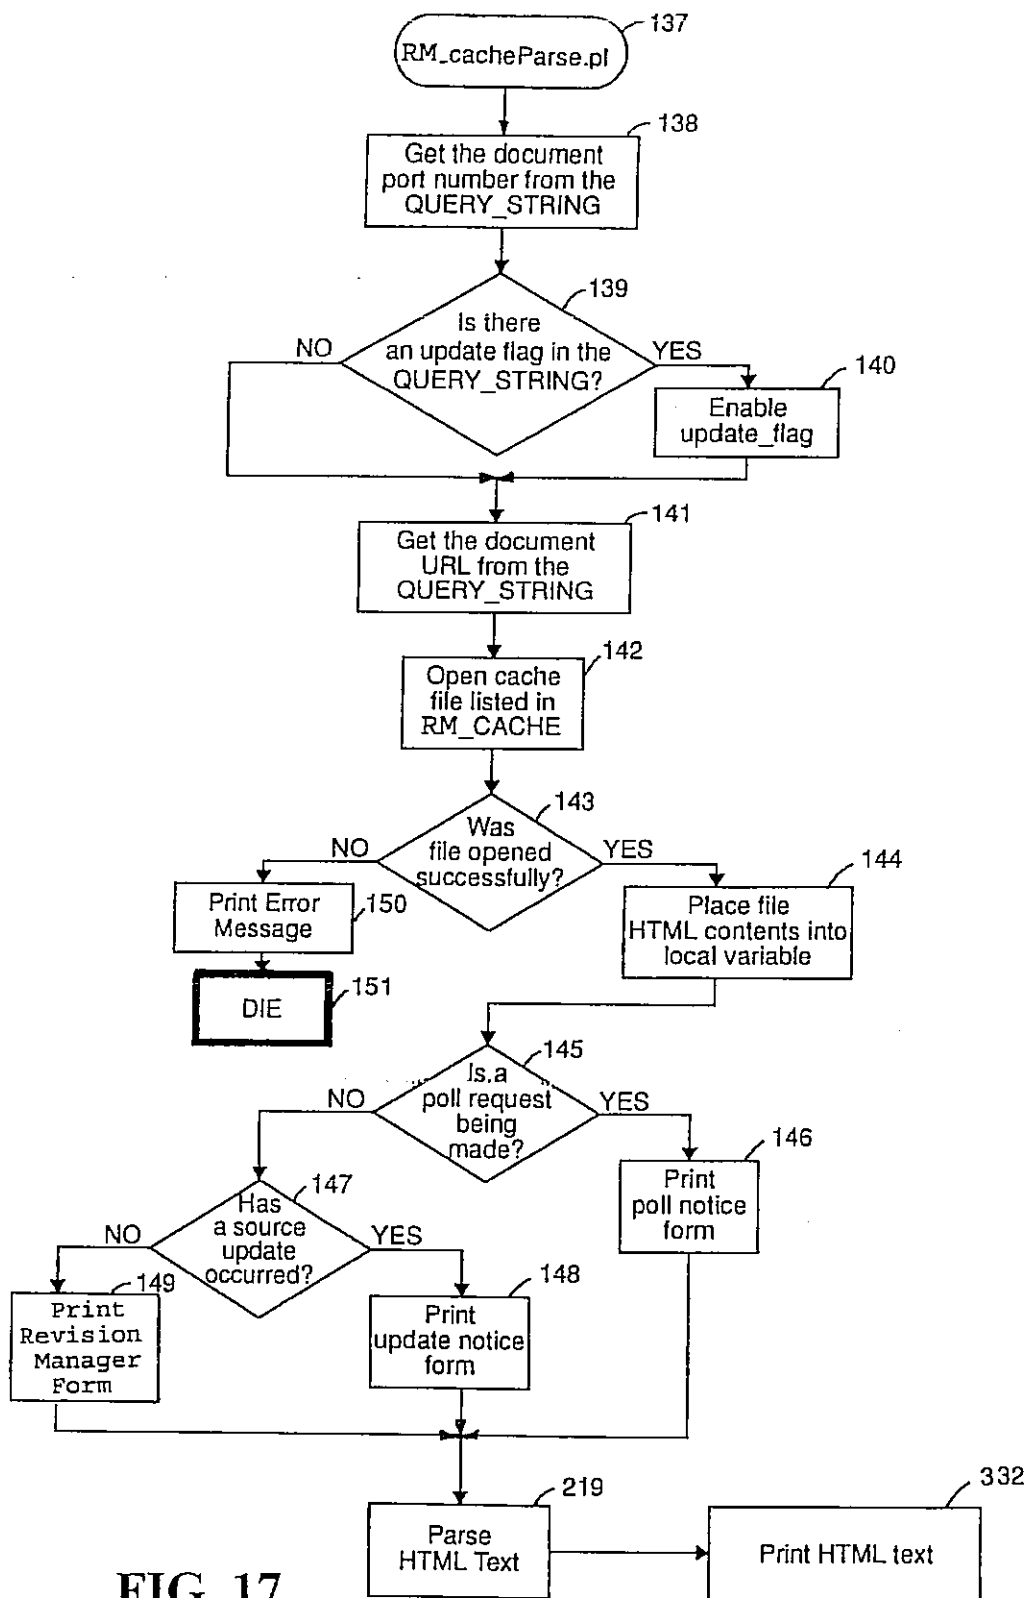 137
RM_cacheParse.pl
138
Get the document
port number from the
QUERY_STRING
139
Is there
an update flag in the
QUERY_STRING?
NO
YES
140
Enable
update_flag
141
Get the document
URL from the
QUERY_STRING
142
Open cache
file listed in
RM_CACHE
143
Was
file opened
successfully?
NO
YES
144
Place file
HTML contents into
local variable
150
Print Error
Message
151
DIE
145
Is a
poll request
being
made?
NO
YES
146
Print
poll notice
form
147
Has
a source
update
occurred?
NO
YES
149
Print
Revision
Manager
Form
148
Print
update notice
form
219
Parse
HTML Text
332
Print HTML text
FIG. 17